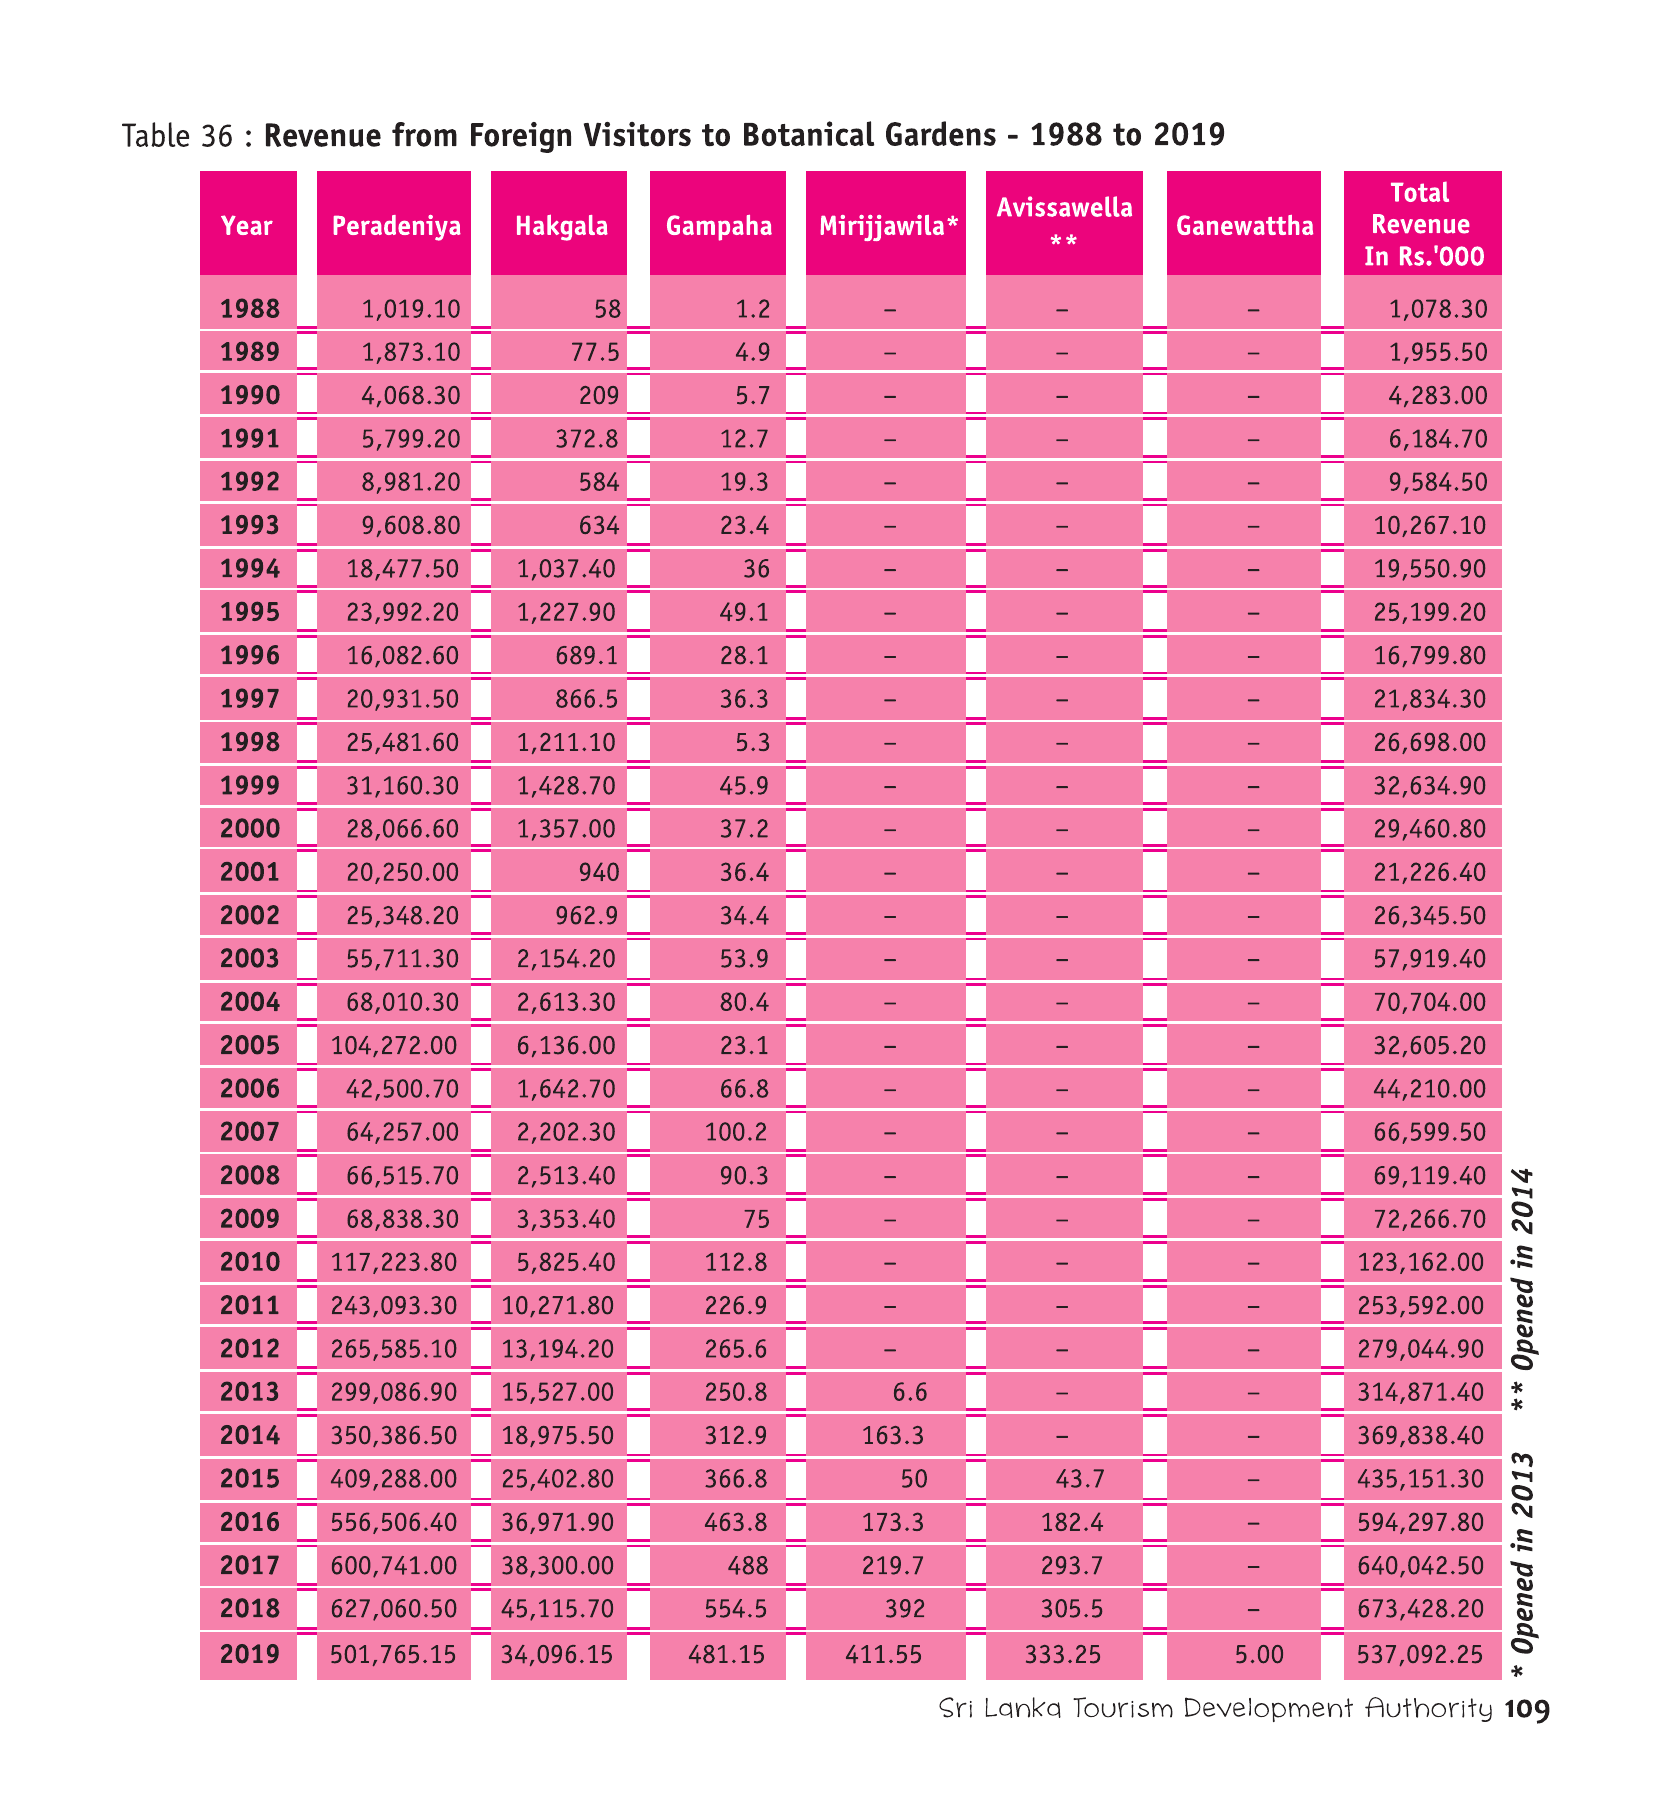 Table 36 : Revenue from Foreign Visitors to Botanical Gardens - 1988 to 2019
Year Peradeniya Hakgala Gampaha Mirijjawila* Avissawella ** Ganewattha Total Revenue In Rs.'000
1988 1,019.10 58 1.2 – – – 1,078.30
1989 1,873.10 77.5 4.9 – – – 1,955.50
1990 4,068.30 209 5.7 – – – 4,283.00
1991 5,799.20 372.8 12.7 – – – 6,184.70
1992 8,981.20 584 19.3 – – – 9,584.50
1993 9,608.80 634 23.4 – – – 10,267.10
1994 18,477.50 1,037.40 36 – – – 19,550.90
1995 23,992.20 1,227.90 49.1 – – – 25,199.20
1996 16,082.60 689.1 28.1 – – – 16,799.80
1997 20,931.50 866.5 36.3 – – – 21,834.30
1998 25,481.60 1,211.10 5.3 – – – 26,698.00
1999 31,160.30 1,428.70 45.9 – – – 32,634.90
2000 28,066.60 1,357.00 37.2 – – – 29,460.80
2001 20,250.00 940 36.4 – – – 21,226.40
2002 25,348.20 962.9 34.4 – – – 26,345.50
2003 55,711.30 2,154.20 53.9 – – – 57,919.40
2004 68,010.30 2,613.30 80.4 – – – 70,704.00
2005 104,272.00 6,136.00 23.1 – – – 32,605.20
2006 42,500.70 1,642.70 66.8 – – – 44,210.00
2007 64,257.00 2,202.30 100.2 – – – 66,599.50
2008 66,515.70 2,513.40 90.3 – – – 69,119.40
2009 68,838.30 3,353.40 75 – – – 72,266.70
2010 117,223.80 5,825.40 112.8 – – – 123,162.00
2011 243,093.30 10,271.80 226.9 – – – 253,592.00
2012 265,585.10 13,194.20 265.6 – – – 279,044.90
2013 299,086.90 15,527.00 250.8 6.6 – – 314,871.40
2014 350,386.50 18,975.50 312.9 163.3 – – 369,838.40
2015 409,288.00 25,402.80 366.8 50 43.7 – 435,151.30
2016 556,506.40 36,971.90 463.8 173.3 182.4 – 594,297.80
2017 600,741.00 38,300.00 488 219.7 293.7 – 640,042.50
2018 627,060.50 45,115.70 554.5 392 305.5 – 673,428.20
2019 501,765.15 34,096.15 481.15 411.55 333.25 5.00 537,092.25
* Opened in 2013 ** Opened in 2014
Sri Lanka Tourism Development Authority 109